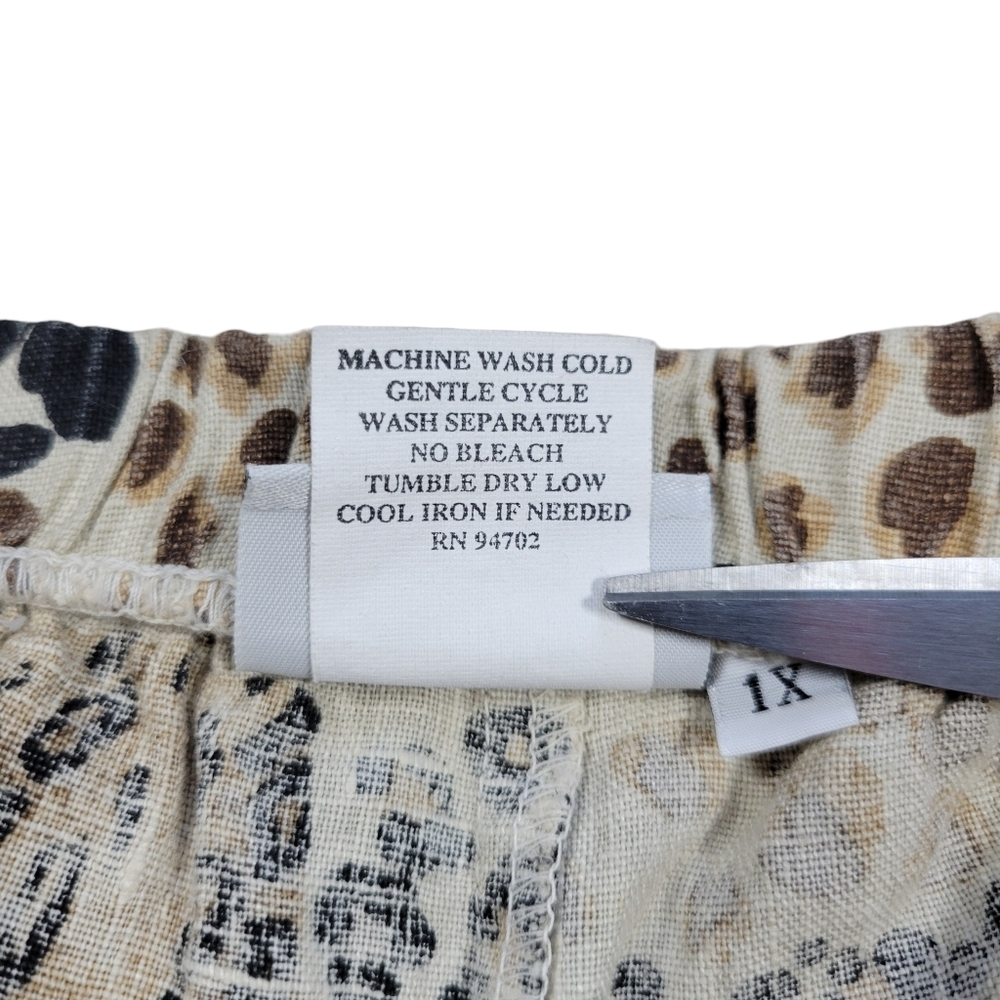 MACHINE WASH COLD
GENTLE CYCLE
WASH SEPARATELY
NO BLEACH
TUMBLE DRY LOW
COOL IRON IF NEEDED
RN 94702
1X